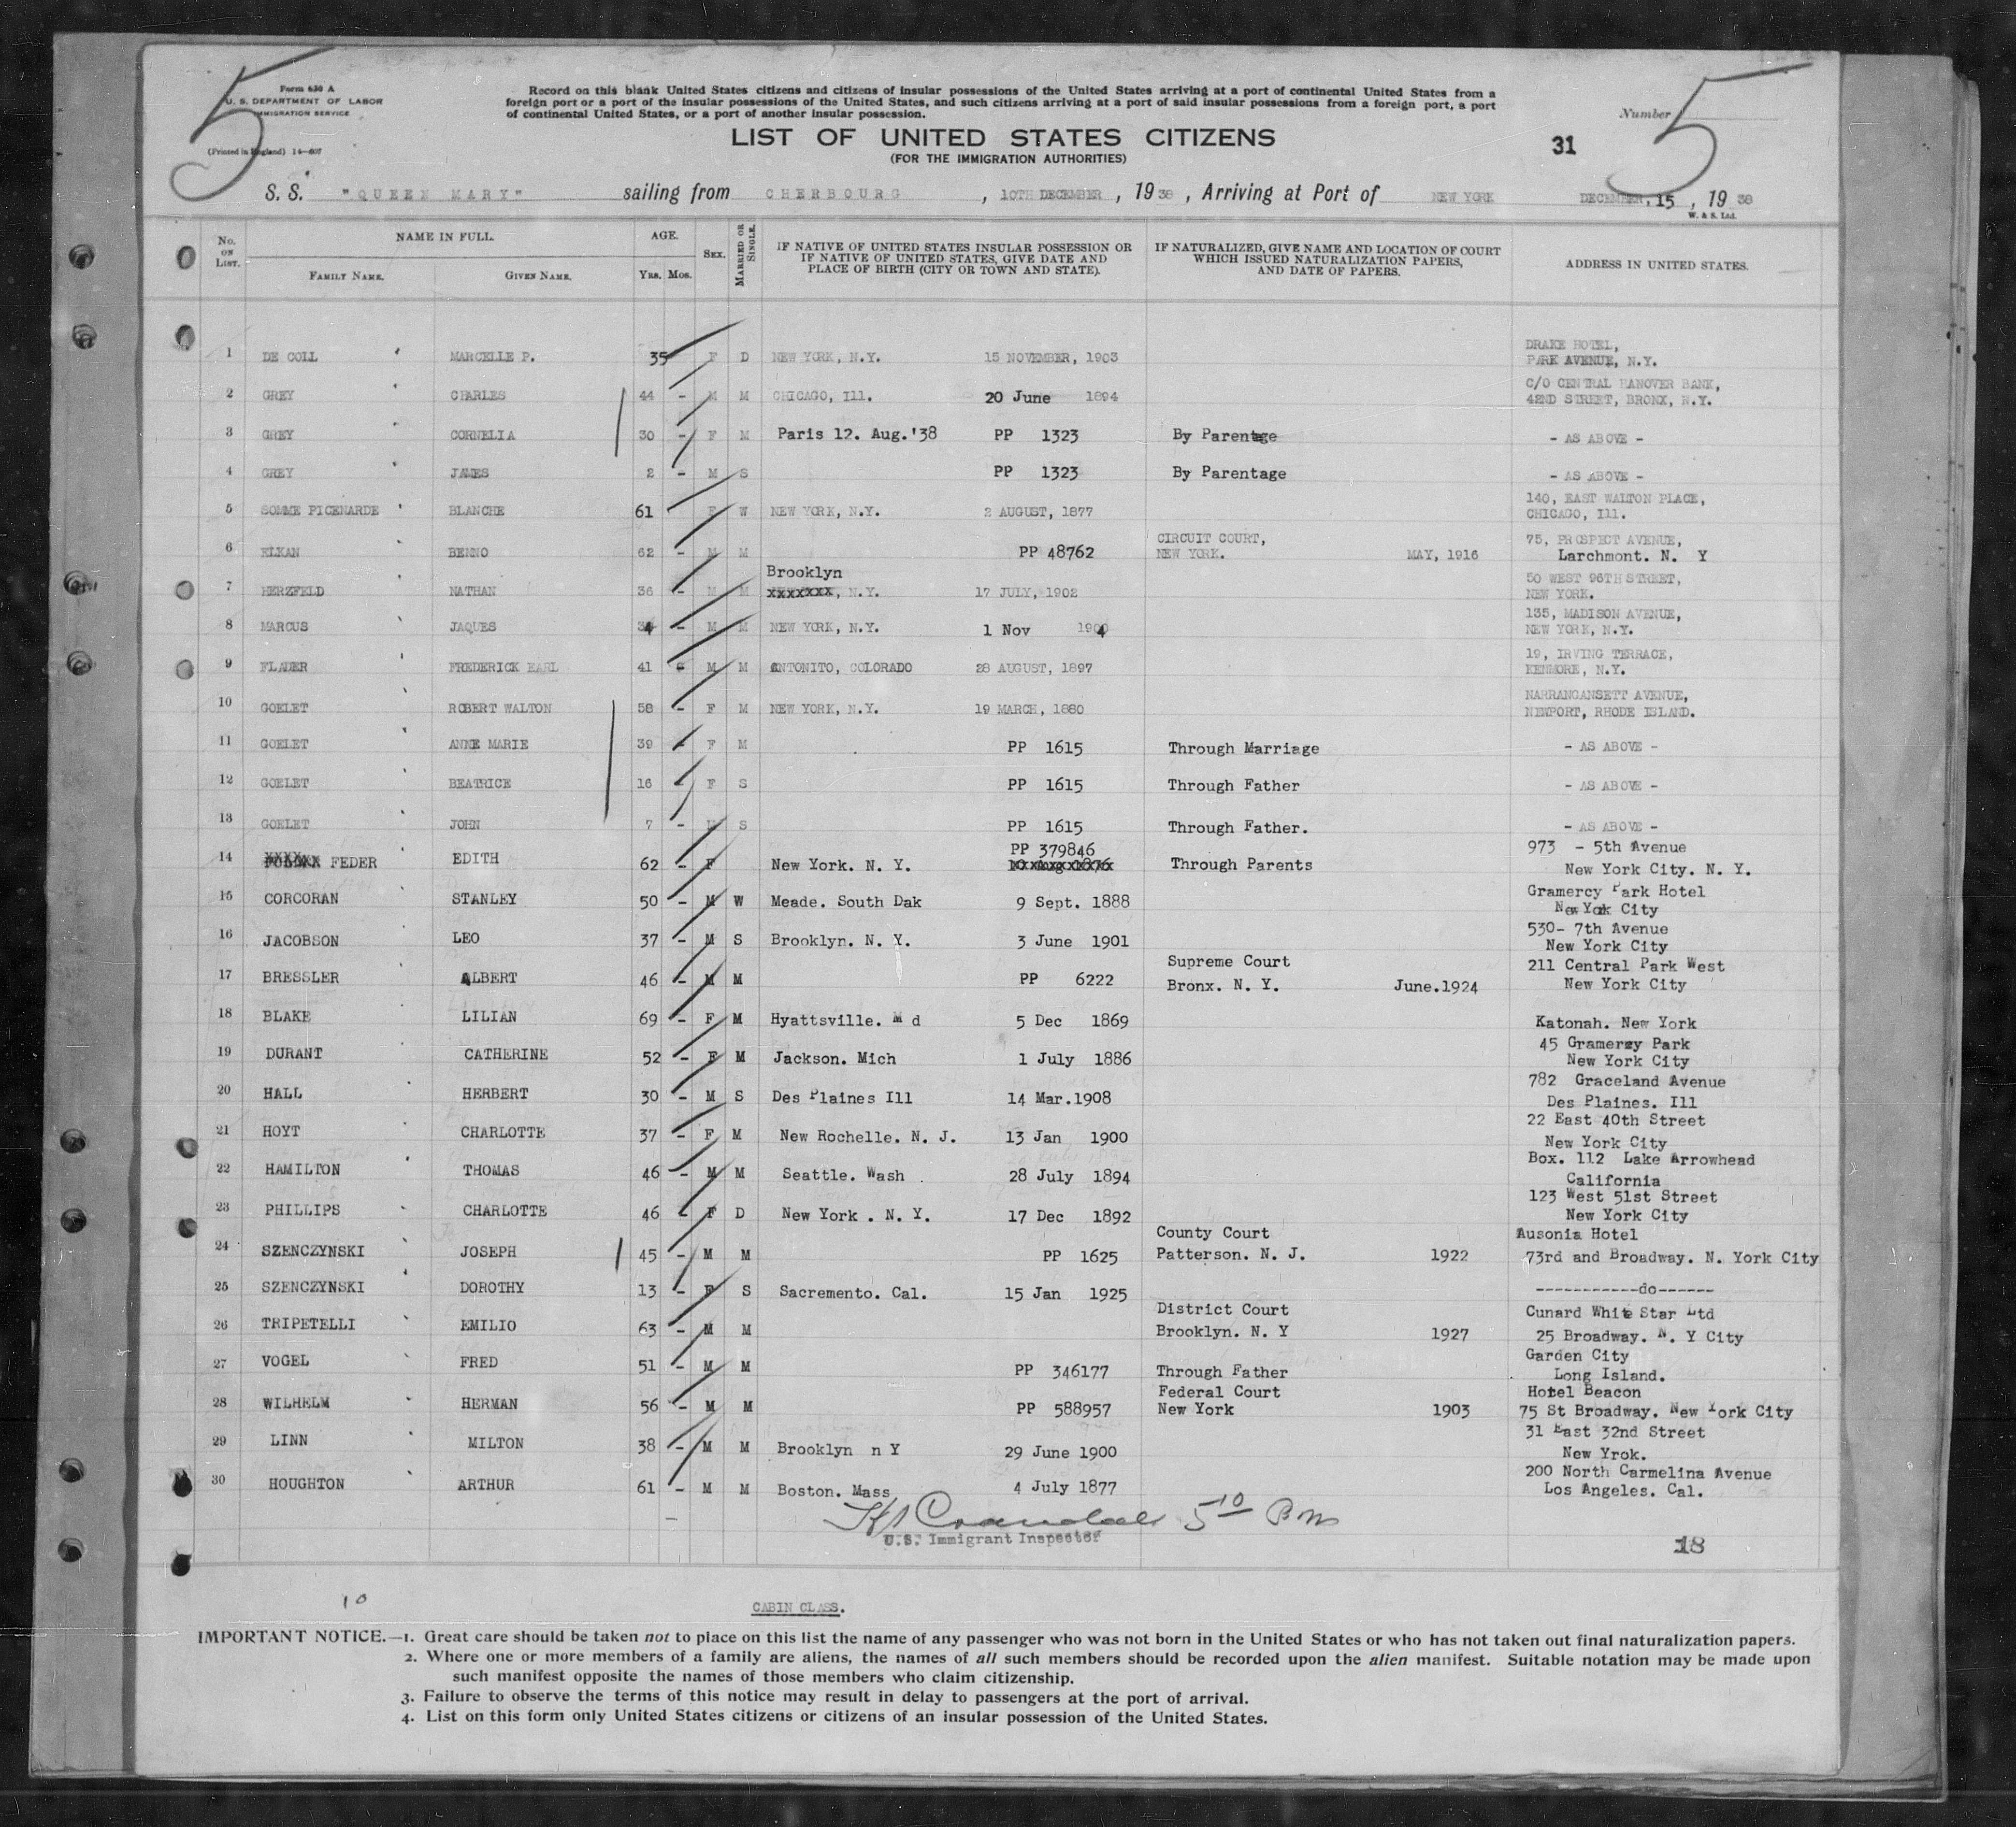 5
Form 630 A
U. S. DEPARTMENT OF LABOR
IMMIGRATION SERVICE
(Printed in England) 14—607
Record on this blank United States citizens and citizens of insular possessions of the United States arriving at a port of continental United States from a
foreign port or a port of the insular possessions of the United States, and such citizens arriving at a port of said insular possessions from a foreign port, a port
of continental United States, or a port of another insular possession.
LIST OF UNITED STATES CITIZENS
(FOR THE IMMIGRATION AUTHORITIES)
Number 5
31
S. S. "QUEEN MARY" sailing from CHERBOURG, 10TH DECEMBER, 1938, Arriving at Port of NEW YORK DECEMBER, 15, 1938
W. & S. Ltd.
No. ON LIST. NAME IN FULL. FAMILY NAME. GIVEN NAME. AGE. YRS. MOS. SEX. MARRIED OR SINGLE. IF NATIVE OF UNITED STATES INSULAR POSSESSION OR IF NATIVE OF UNITED STATES, GIVE DATE AND PLACE OF BIRTH (CITY OR TOWN AND STATE). IF NATURALIZED, GIVE NAME AND LOCATION OF COURT WHICH ISSUED NATURALIZATION PAPERS, AND DATE OF PAPERS. ADDRESS IN UNITED STATES.
1 DE COLL MARCELLE P. 35 F D NEW YORK, N.Y. 15 NOVEMBER, 1903 DRAKE HOTEL, PARK AVENUE, N.Y.
2 GREY CHARLES 44 - M M CHICAGO, Ill. 20 June 1894 C/O CENTRAL HANOVER BANK, 42ND STREET, BRONX, N.Y.
3 GREY CORNELIA 30 - F M Paris 12. Aug.'38 PP 1323 By Parentage - AS ABOVE -
4 GREY JAMES 2 - M S PP 1323 By Parentage - AS ABOVE -
5 SOMME PICENARDE BLANCHE 61 F W NEW YORK, N.Y. 2 AUGUST, 1877 140, EAST WALTON PLACE, CHICAGO, Ill.
6 ELKAN BENNO 62 - M M PP 48762 CIRCUIT COURT, NEW YORK. MAY, 1916 75, PROSPECT AVENUE, Larchmont. N. Y
7 HERZFELD NATHAN 36 - M M Brooklyn xxxxxxx, N.Y. 17 JULY, 1902 50 WEST 96TH STREET, NEW YORK.
8 MARCUS JAQUES 34 - M M NEW YORK, N.Y. 1 Nov 1904 135, MADISON AVENUE, NEW YORK, N.Y.
9 FLADER FREDERICK EARL 41 - M M ANTONITO, COLORADO 28 AUGUST, 1897 19, IRVING TERRACE, KENMORE, N.Y.
10 GOELET ROBERT WALTON 58 - F M NEW YORK, N.Y. 19 MARCH, 1880 NARRANGANSETT AVENUE, NEWPORT, RHODE ISLAND.
11 GOELET ANNE MARIE 39 - F M PP 1615 Through Marriage - AS ABOVE -
12 GOELET BEATRICE 16 - F S PP 1615 Through Father - AS ABOVE -
13 GOELET JOHN 7 - M S PP 1615 Through Father. - AS ABOVE -
14 FEDER EDITH 62 - F New York. N. Y. PP 379846 Through Parents 973 - 5th Avenue New York City. N. Y.
15 CORCORAN STANLEY 50 - M W Meade. South Dak 9 Sept. 1888 Gramercy Park Hotel New Yok City
16 JACOBSON LEO 37 - M S Brooklyn. N. Y. 3 June 1901 530- 7th Avenue New York City
17 BRESSLER ALBERT 46 - M M PP 6222 Supreme Court Bronx. N. Y. June.1924 211 Central Park West New York City
18 BLAKE LILIAN 69 - F M Hyattsville. M d 5 Dec 1869 Katonah. New York
19 DURANT CATHERINE 52 - F M Jackson. Mich 1 July 1886 45 Gramerzy Park New York City
20 HALL HERBERT 30 - M S Des Plaines Ill 14 Mar.1908 782 Graceland Avenue Des Plaines. Ill
21 HOYT CHARLOTTE 37 - F M New Rochelle. N. J. 13 Jan 1900 22 East 40th Street New York City
22 HAMILTON THOMAS 46 - M M Seattle. Wash 28 July 1894 Box. 112 Lake Arrowhead California
23 PHILLIPS CHARLOTTE 46 - F D New York . N. Y. 17 Dec 1892 123 West 51st Street New York City
24 SZENCZYNSKI JOSEPH 45 - M M PP 1625 County Court Patterson. N. J. 1922 Ausonia Hotel 73rd and Broadway. N. York City
25 SZENCZYNSKI DOROTHY 13 - F S Sacremento. Cal. 15 Jan 1925 -----------do------
26 TRIPETELLI EMILIO 63 - M M District Court Brooklyn. N. Y 1927 Cunard White Star Ltd 25 Broadway. N. Y City
27 VOGEL FRED 51 - M M PP 346177 Through Father Garden City Long Island.
28 WILHELM HERMAN 56 - M M PP 588957 Federal Court New York 1903 Hotel Beacon 75 St Broadway. New York City
29 LINN MILTON 38 - M M Brooklyn n Y 29 June 1900 31 East 32nd Street New Yrok.
30 HOUGHTON ARTHUR 61 - M M Boston. Mass 4 July 1877 200 North Carmelina Avenue Los Angeles. Cal.
Crandall 5 10 Pm
U.S. Immigrant Inspector
18
10
CABIN CLASS.
IMPORTANT NOTICE.—1. Great care should be taken not to place on this list the name of any passenger who was not born in the United States or who has not taken out final naturalization papers.
2. Where one or more members of a family are aliens, the names of all such members should be recorded upon the alien manifest. Suitable notation may be made upon
such manifest opposite the names of those members who claim citizenship.
3. Failure to observe the terms of this notice may result in delay to passengers at the port of arrival.
4. List on this form only United States citizens or citizens of an insular possession of the United States.